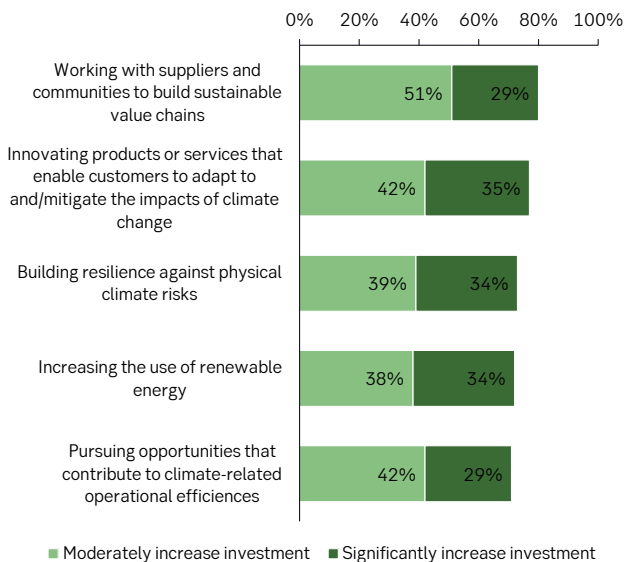 0% 20% 40% 60% 80% 100%
Working with suppliers and
communities to build sustainable
value chains
51% 29%
Innovating products or services that
enable customers to adapt to
and/mitigate the impacts of climate
change
42% 35%
Building resilience against physical
climate risks
39% 34%
Increasing the use of renewable
energy
38% 34%
Pursuing opportunities that
contribute to climate-related
operational efficiences
42% 29%
Moderately increase investment Significantly increase investment